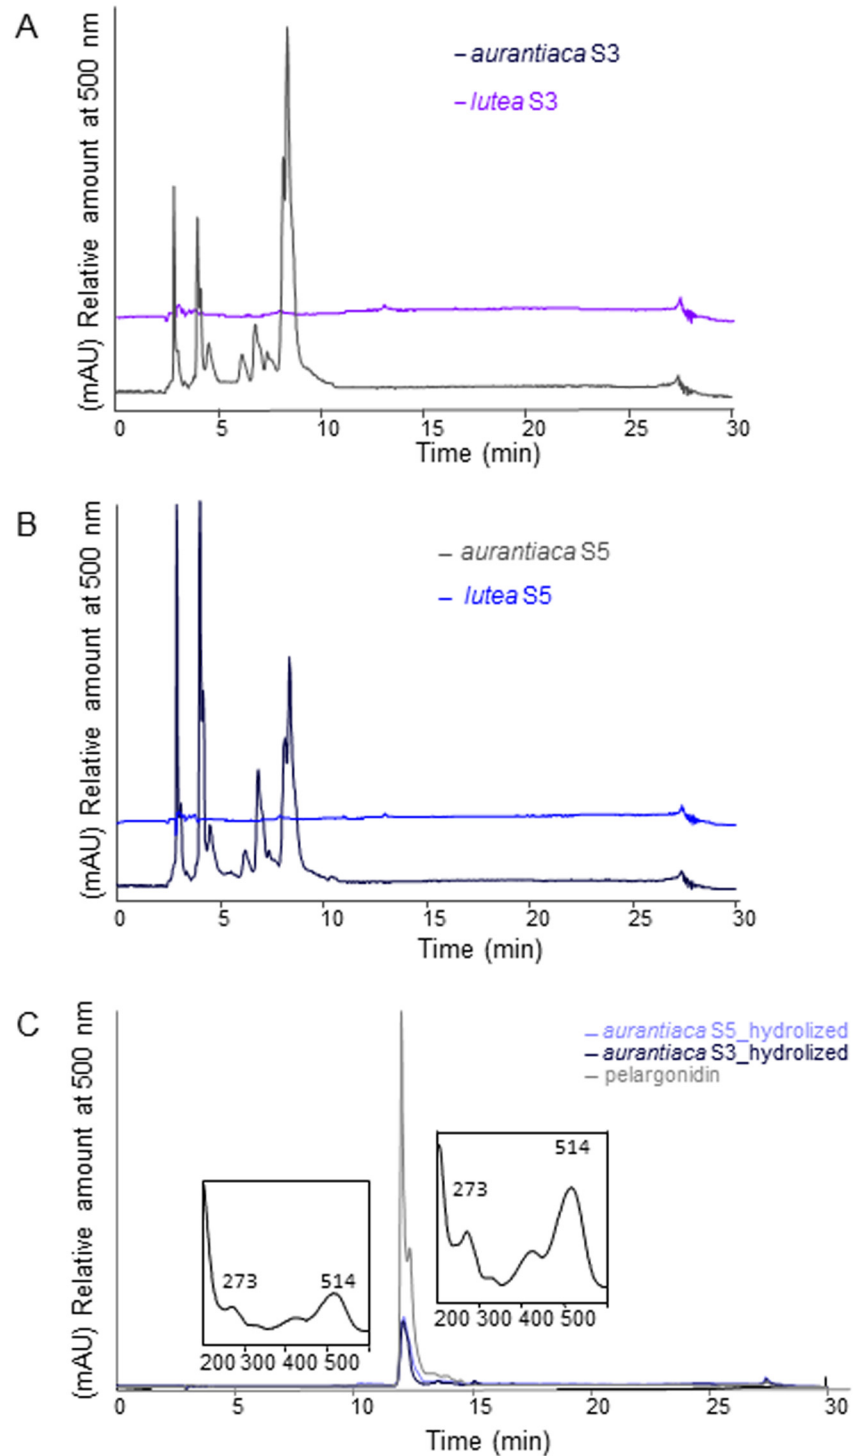 A
(mAU) Relative amount at 500 nm
– aurantiaca S3
– lutea S3
0 5 10 15 20 25 30
Time (min)
B
(mAU) Relative amount at 500 nm
– aurantiaca S5
– lutea S5
0 5 10 15 20 25 30
Time (min)
C
(mAU) Relative amount at 500 nm
– aurantiaca S5_hydrolized
– aurantiaca S3_hydrolized
– pelargonidin
514
273
200 300 400 500
273 514
200 300 400 500
0 5 10 15 20 25 30
Time (min)